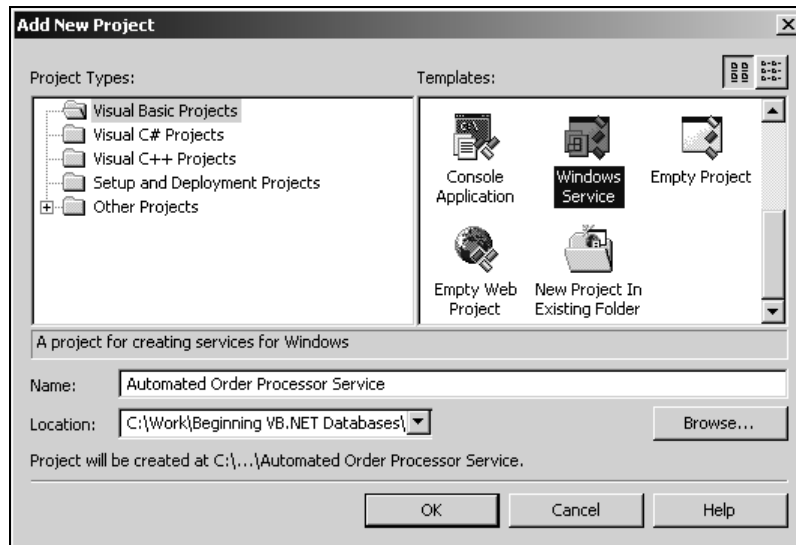 Add New Project
Project Types:
Templates:
Visual Basic Projects
Visual C# Projects
Visual C++ Projects
Setup and Deployment Projects
Other Projects
Console
Application
Windows
Service
Empty Project
Empty Web
Project
New Project In
Existing Folder
A project for creating services for Windows
Name:
Automated Order Processor Service
Location:
C:\Work\Beginning VB.NET Databases\
Browse...
Project will be created at C:\...\Automated Order Processor Service.
OK
Cancel
Help